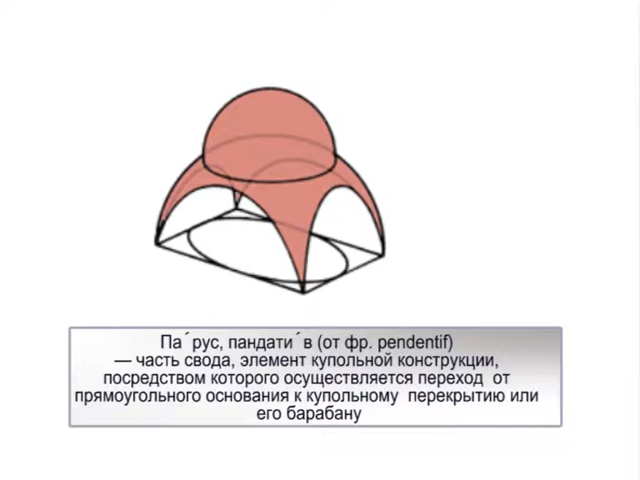 Па´рус, пандати´в (от фр. pendentif)
— часть свода, элемент купольной конструкции,
посредством которого осуществляется переход от
прямоугольного основания к купольному перекрытию или
его барабану